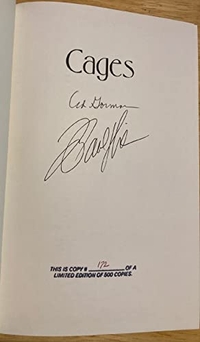 Cages
Ed Gorman
THIS IS COPY # 172 OF A
LIMITED EDITION OF 500 COPIES.